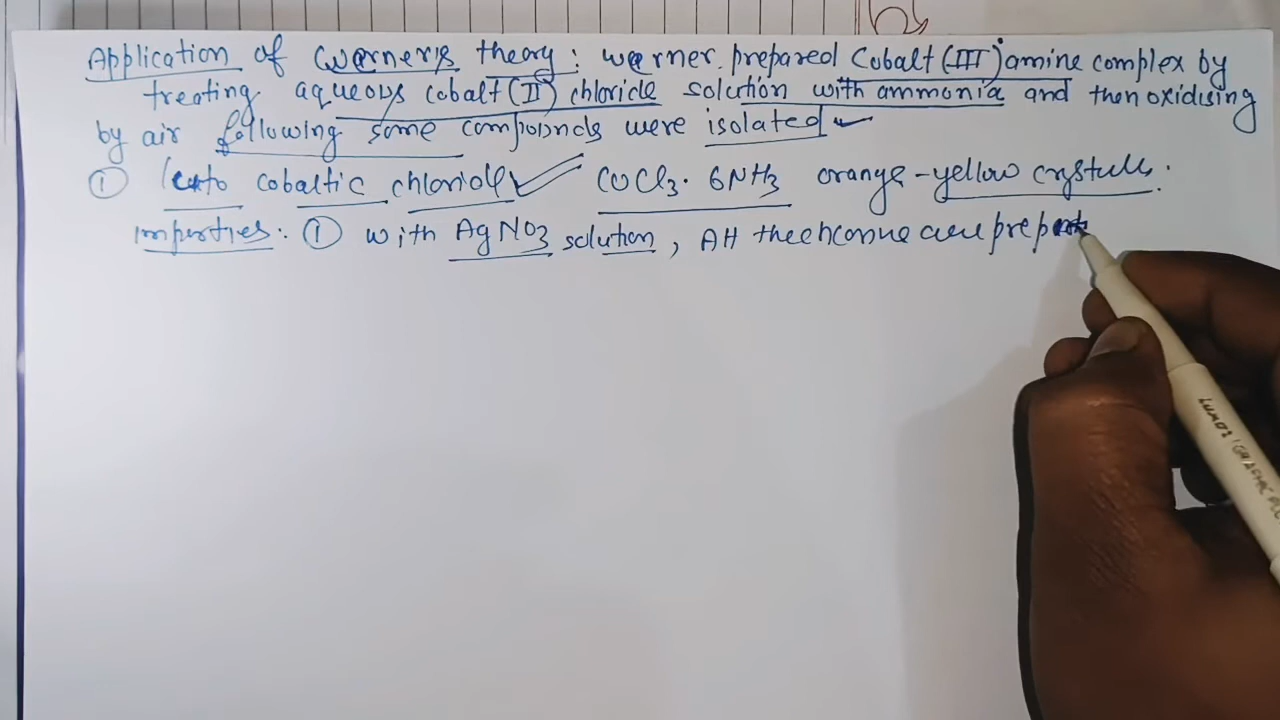 Application of Werner's theory : Werner prepared Cobalt (III) amine complex by
treating aqueous cobalt (II) chloride solution with ammonia and then oxidising
by air following some compounds were isolated
① cobaltic chloride CoCl3. 6NH3 orange-yellow crystals.
① with AgNO3 solution,